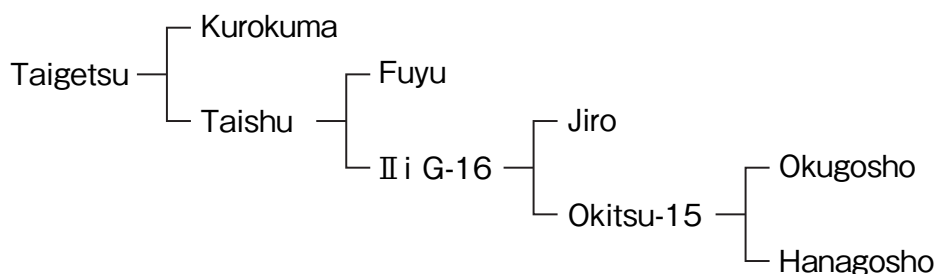 Kurokuma
Taigetsu
Fuyu
Taishu
Jiro
Ⅱi G-16
Okugosho
Okitsu-15
Hanagosho